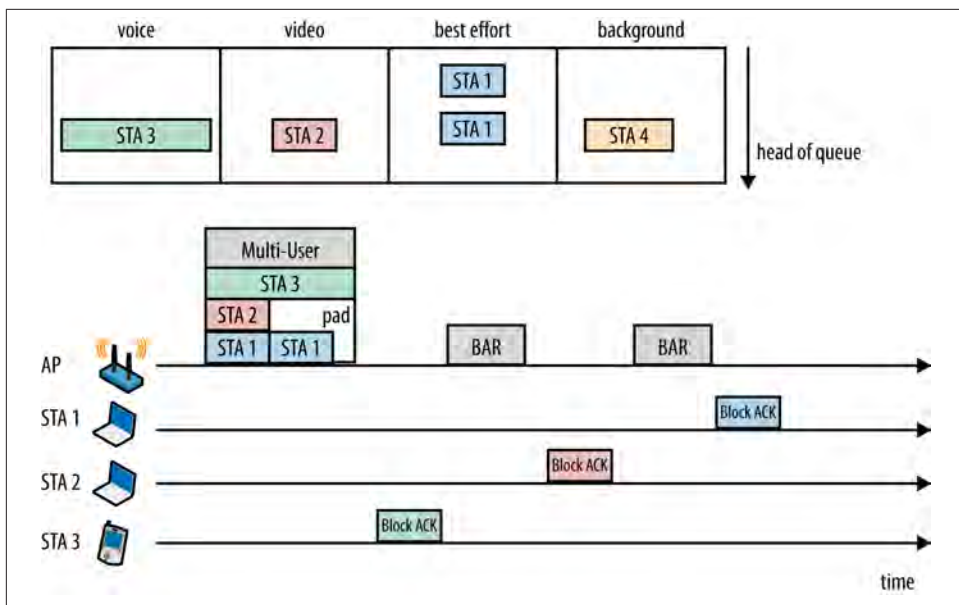 voice video best effort background
STA 1
STA 3 STA 2 STA 1 STA 4
head of queue
Multi-User
STA 3
STA 2 pad
STA 1 STA 1 BAR BAR
AP
STA 1 Block ACK
STA 2 Block ACK
STA 3 Block ACK
time